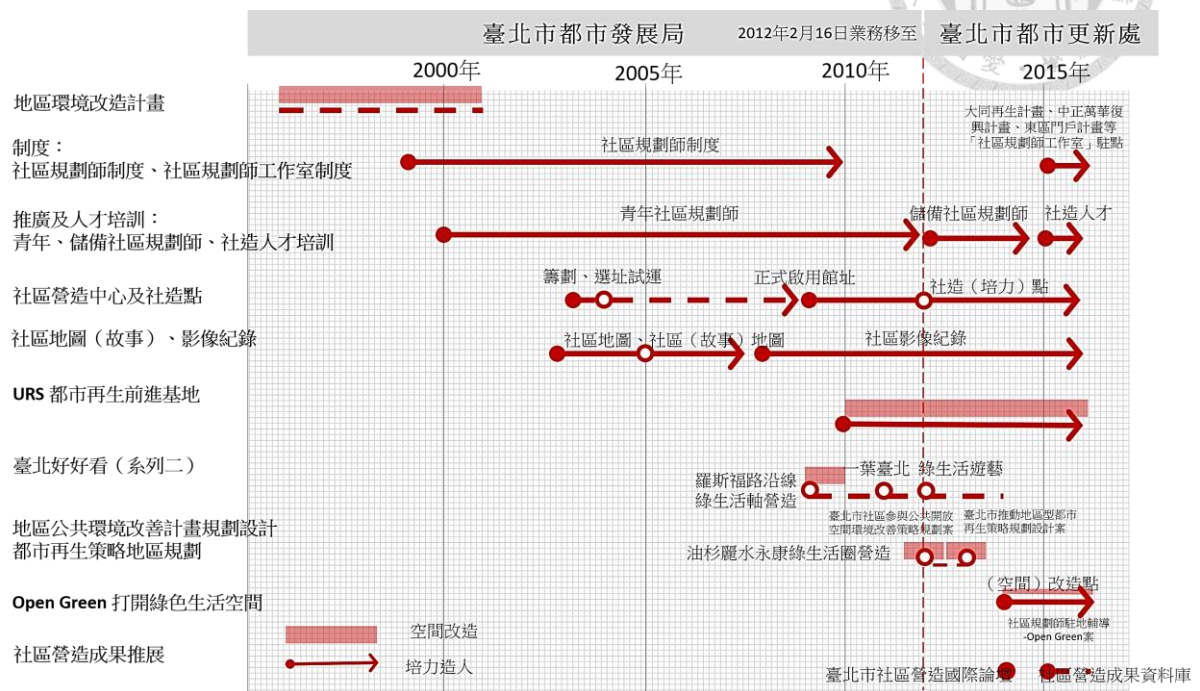 臺北市都市發展局
2012年2月16日業務移至
臺北市都市更新處
2000年
2005年
2010年
2015年
地區環境改造計畫
大同再生計畫、中正萬華復
興計畫、東區門戶計畫等
「社區規劃師工作室」駐點
制度：
社區規劃師制度、社區規劃師工作室制度
社區規劃師制度
推廣及人才培訓：
青年、儲備社區規劃師、社造人才培訓
青年社區規劃師
儲備社區規劃師
社造人才
社區營造中心及社造點
籌劃、選址試運
正式啟用館址
社造（培力）點
社區地圖（故事）、影像紀錄
社區地圖、社區（故事）地圖
社區影像紀錄
URS 都市再生前進基地
臺北好好看（系列二）
羅斯福路沿線
綠生活軸營造
一葉臺北
綠生活遊藝
臺北市社區參與公共開放
空間環境改善策略規劃案
臺北市推動地區型都市
再生策略規劃設計案
地區公共環境改善計畫規劃設計
都市再生策略地區規劃
油杉麗水永康綠生活圈營造
Open Green 打開綠色生活空間
（空間）改造點
社區規劃師駐地輔導
-Open Green案
社區營造成果推展
空間改造
培力造人
臺北市社區營造國際論壇
社區營造成果資料庫